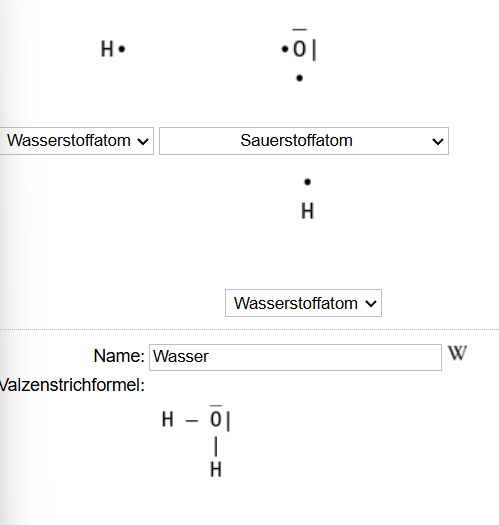 H• •O̅|
•
Wasserstoffatom Sauerstoffatom
•
H
Wasserstoffatom
Name: Wasser W
Valzenstrichformel:
H – O̅|
|
H